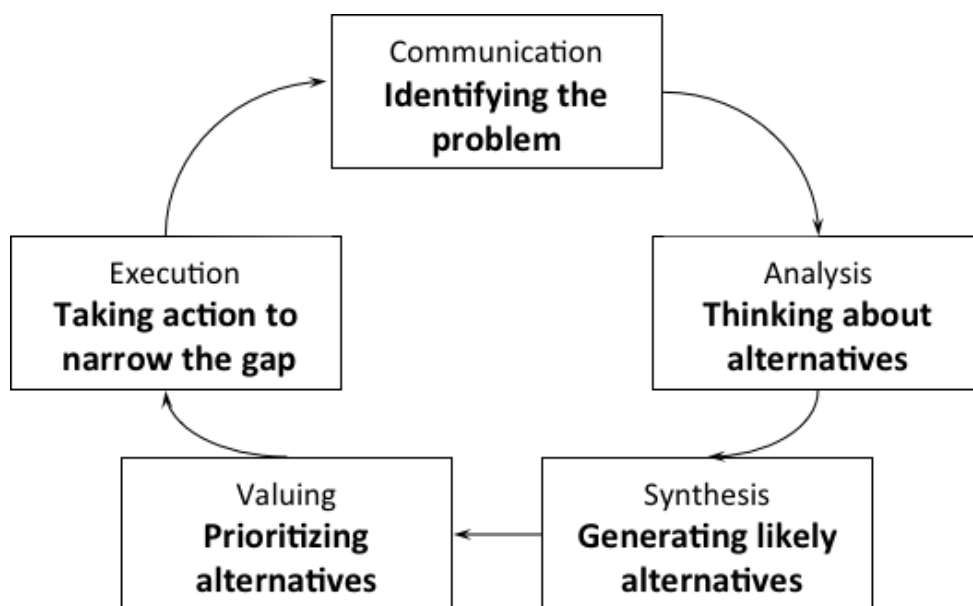 Communication
Identifying the
problem
Execution
Taking action to
narrow the gap
Analysis
Thinking about
alternatives
Valuing
Prioritizing
alternatives
Synthesis
Generating likely
alternatives